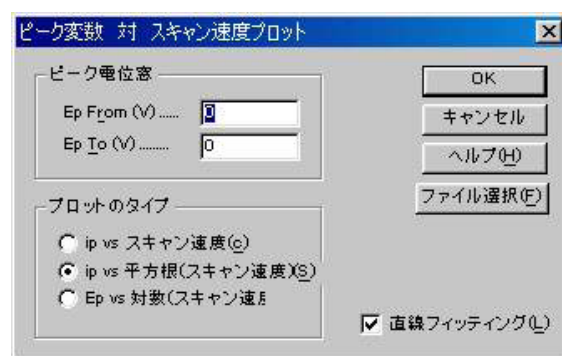 ピーク変数 対 スキャン速度プロット
ピーク電位窓
Ep From (V) ...... 0
Ep To (V) ......... 0
プロットのタイプ
ip vs スキャン速度(c)
ip vs 平方根(スキャン速度)(S)
Ep vs 対数(スキャン速
OK
キャンセル
ヘルプ(H)
ファイル選択(F)
直線フィッティング(L)